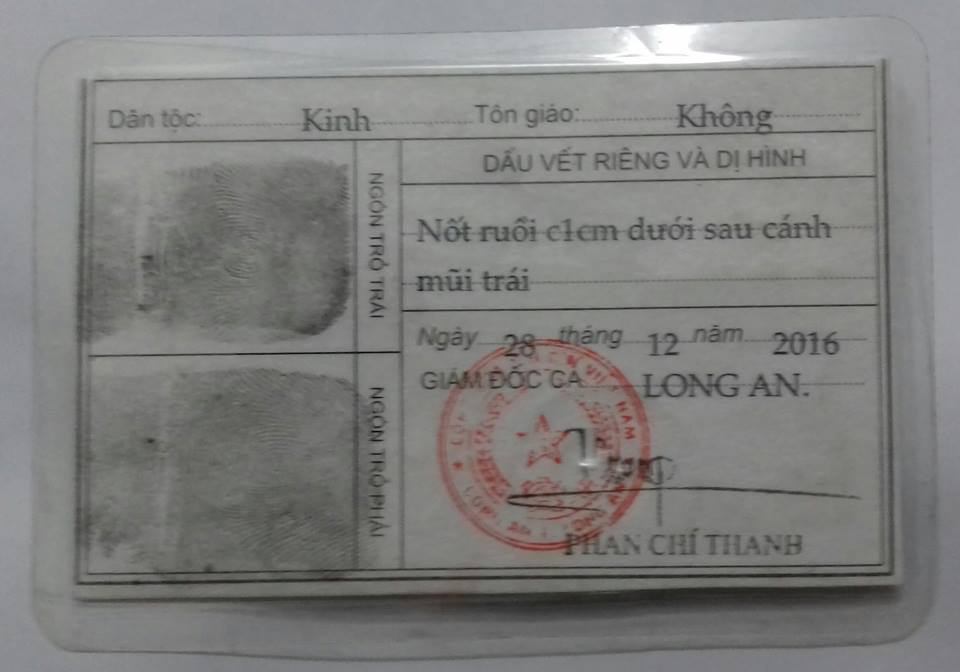 Dân tộc: Kinh Tôn giáo: Không
NGÓN TRỎ TRÁI
NGÓN TRỎ PHẢI
DẤU VẾT RIÊNG VÀ DỊ HÌNH
Nốt ruồi c1cm dưới sau cánh
mũi trái
Ngày 28 tháng 12 năm 2016
GIÁM ĐỐC CA LONG AN.
PHAN CHÍ THANH